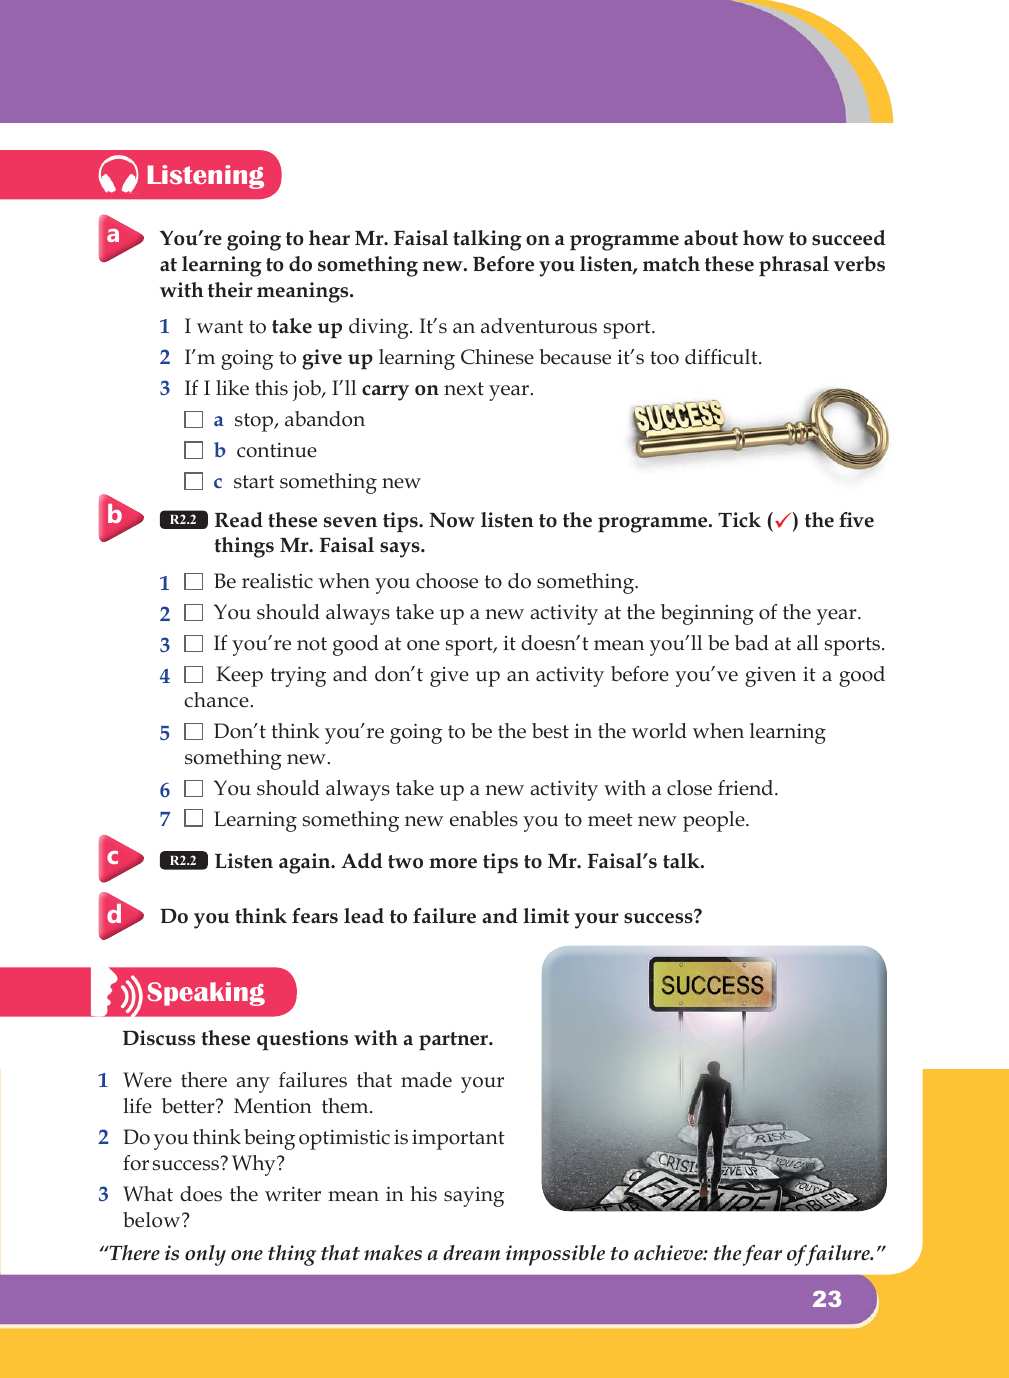 Listening
a
You're going to hear Mr. Faisal talking on a programme about how to succeed
at learning to do something new. Before you listen, match these phrasal verbs
with their meanings.
1 I want to take up diving. It's an adventurous sport.
2 I'm going to give up learning Chinese because it's too difficult.
3 If I like this job, I'll carry on next year.
☐ a stop, abandon
☐ b continue
☐ c start something new
SUCCESS
b
R2.2 Read these seven tips. Now listen to the programme. Tick (✓) the five
things Mr. Faisal says.
1 ☐ Be realistic when you choose to do something.
2 ☐ You should always take up a new activity at the beginning of the year.
3 ☐ If you're not good at one sport, it doesn't mean you'll be bad at all sports.
4 ☐ Keep trying and don't give up an activity before you've given it a good
chance.
5 ☐ Don't think you're going to be the best in the world when learning
something new.
6 ☐ You should always take up a new activity with a close friend.
7 ☐ Learning something new enables you to meet new people.
c
R2.2 Listen again. Add two more tips to Mr. Faisal's talk.
d
Do you think fears lead to failure and limit your success?
Speaking
Discuss these questions with a partner.
1 Were there any failures that made your
life better? Mention them.
2 Do you think being optimistic is important
for success? Why?
3 What does the writer mean in his saying
below?
SUCCESS
RISK
CRISIS
GIVE UP
FAILURE
"There is only one thing that makes a dream impossible to achieve: the fear of failure."
23